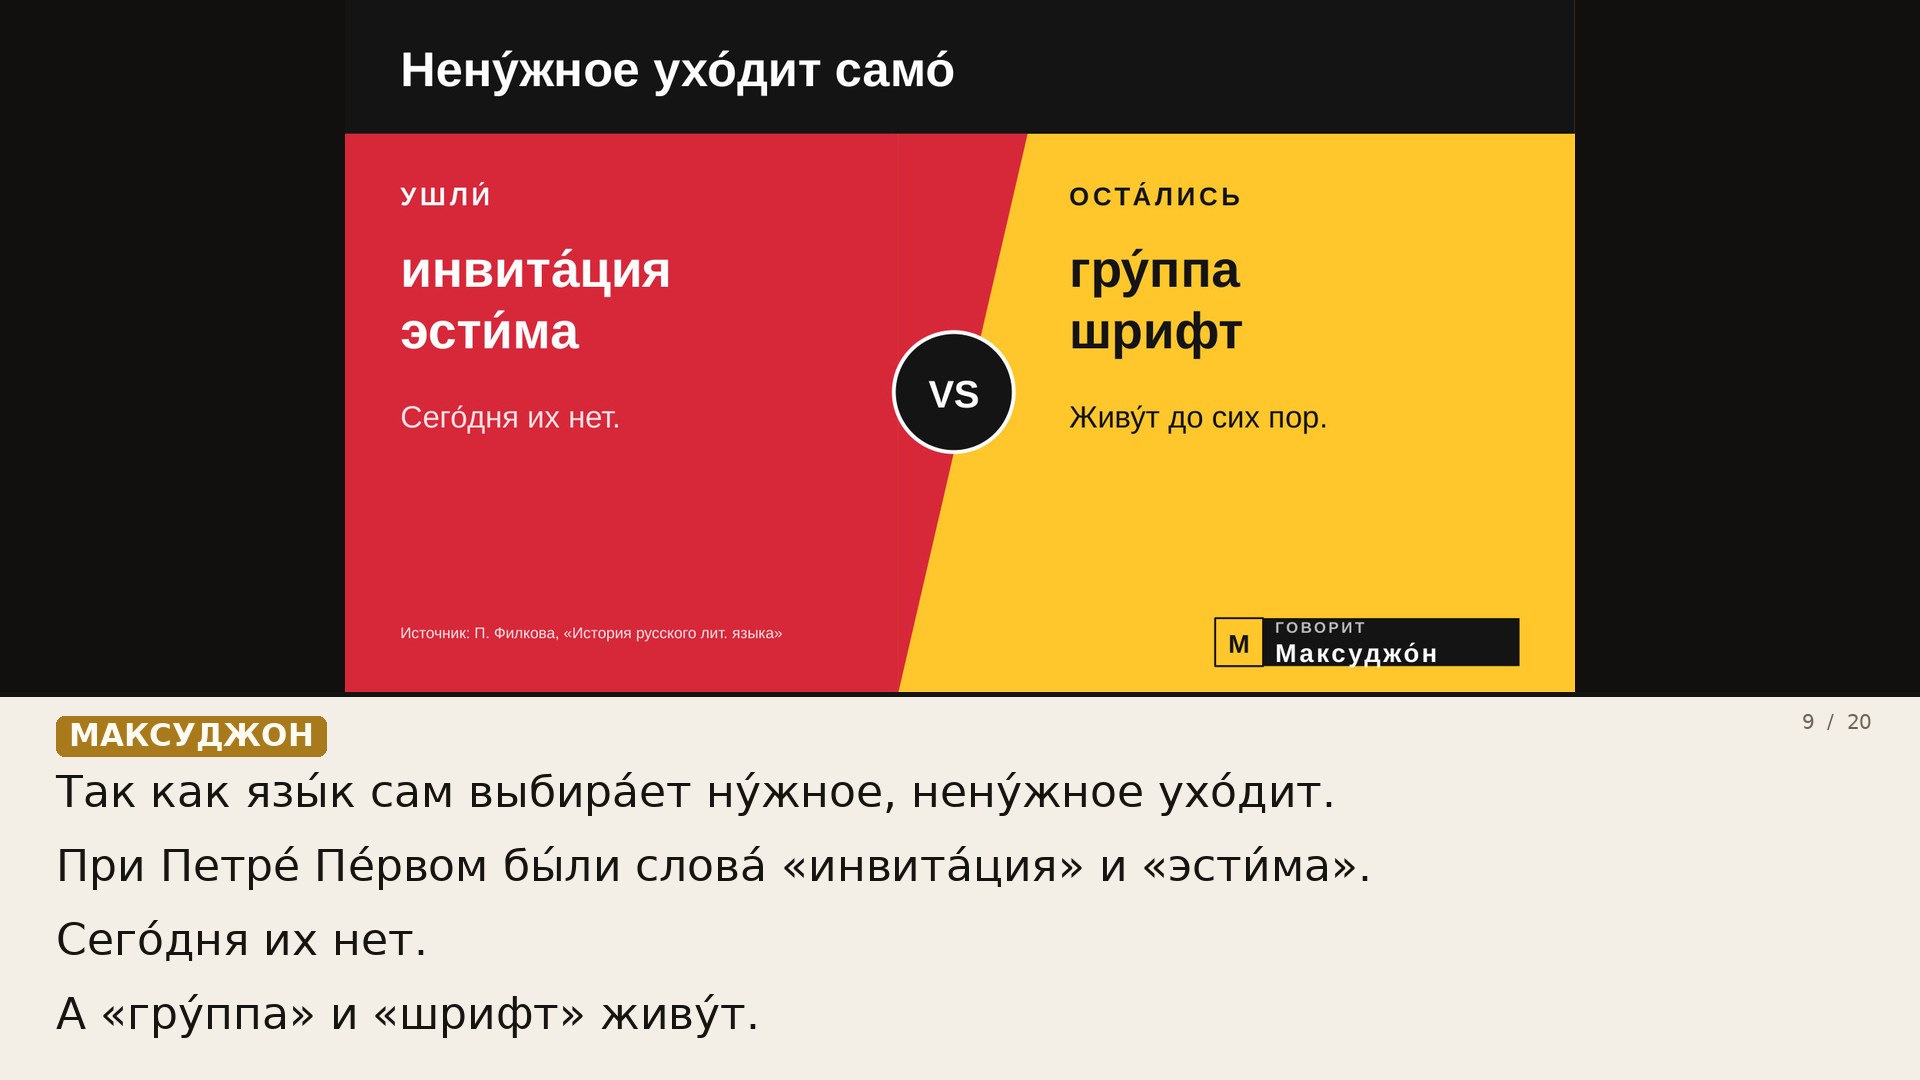 Нену́жное ухо́дит само́
УШЛИ́
инвита́ция
эсти́ма
Сего́дня их нет.
VS
ОСТА́ЛИСЬ
гру́ппа
шрифт
Живу́т до сих пор.
Источник: П. Филкова, «История русского лит. языка»
М
ГОВОРИТ
Максуджо́н
МАКСУДЖОН
9 / 20
Так как язы́к сам выбира́ет ну́жное, нену́жное ухо́дит.
При Петре́ Пе́рвом бы́ли слова́ «инвита́ция» и «эсти́ма».
Сего́дня их нет.
А «гру́ппа» и «шрифт» живу́т.